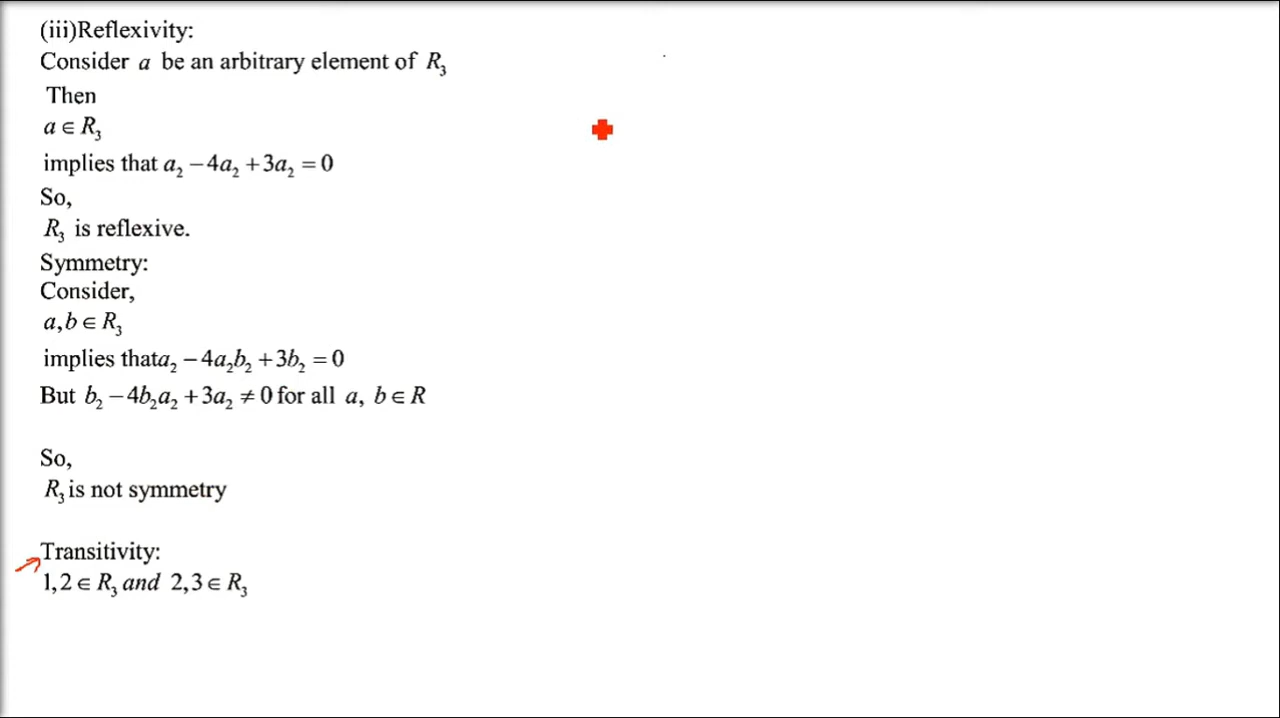 (iii)Reflexivity:
Consider a be an arbitrary element of R₃
Then
a ∈ R₃
implies that a₂ − 4a₂ + 3a₂ = 0
So,
R₃ is reflexive.
Symmetry:
Consider,
a,b ∈ R₃
implies thata₂ − 4a₂b₂ + 3b₂ = 0
But b₂ − 4b₂a₂ + 3a₂ ≠ 0 for all a, b ∈ R
So,
R₃ is not symmetry
Transitivity:
1,2 ∈ R₃ and 2,3 ∈ R₃